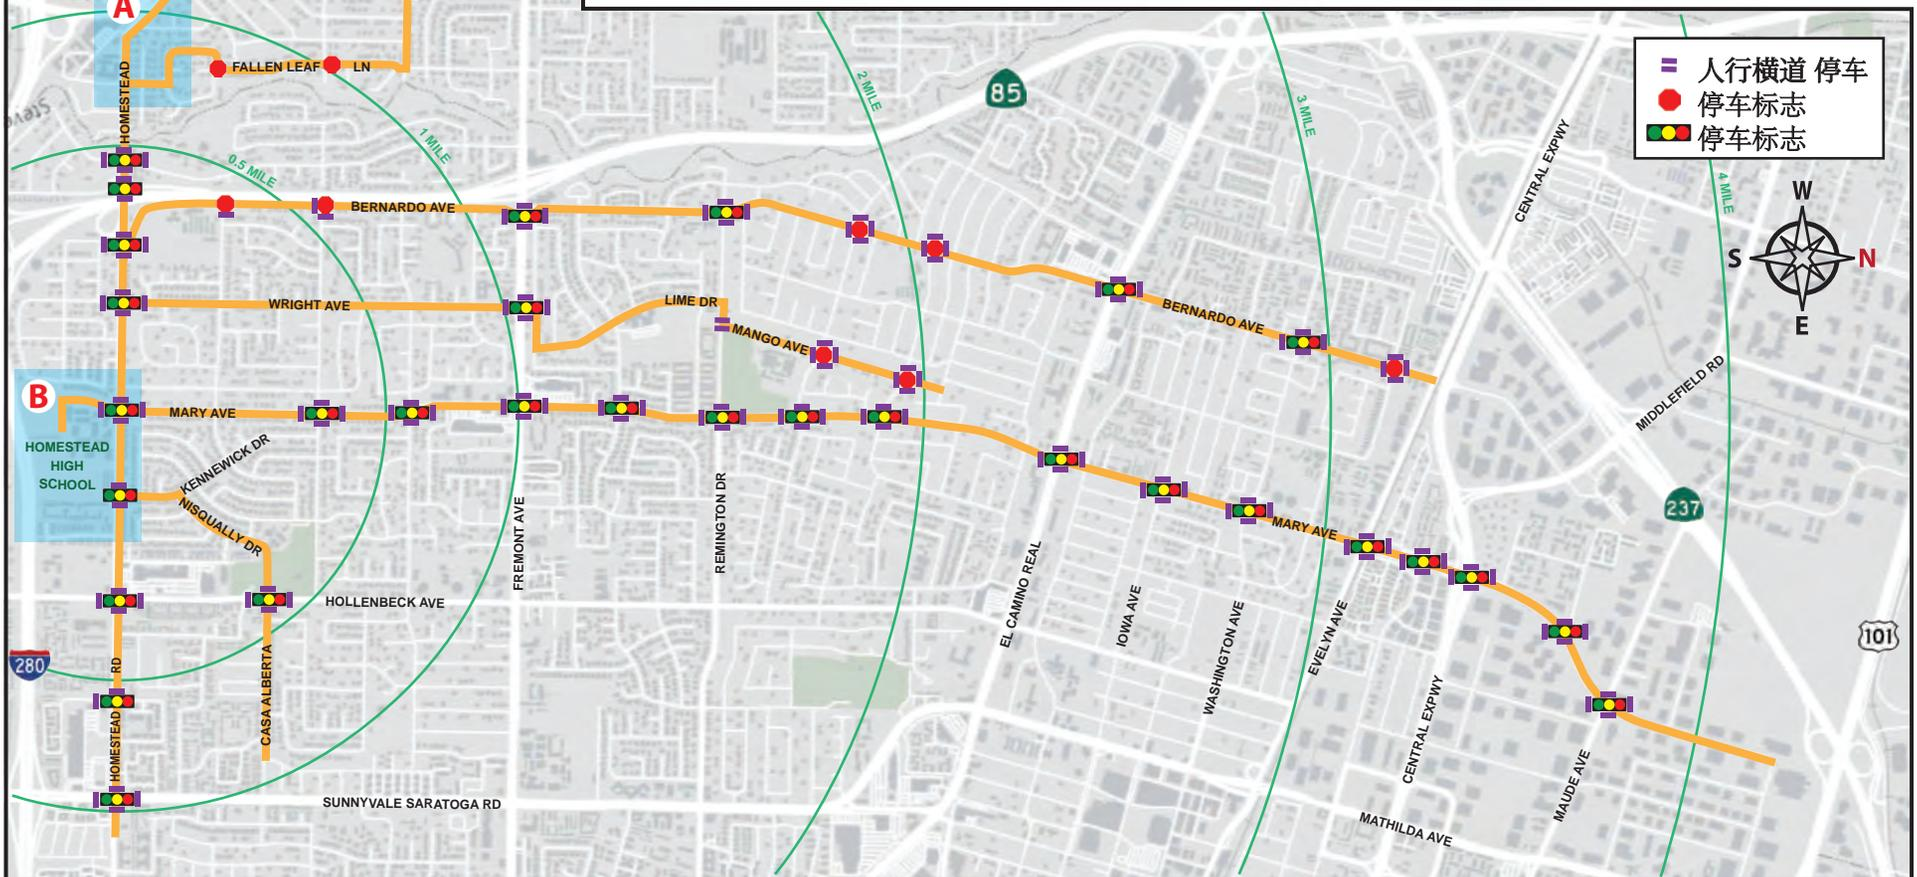 A
FALLEN LEAF LN
HOMESTEAD
85
2 MILE
3 MILE
人行横道 停车
停车标志
停车标志
1 MILE
0.5 MILE
CENTRAL EXPWY
4 MILE
W
S
N
E
BERNARDO AVE
WRIGHT AVE
LIME DR
MANGO AVE
BERNARDO AVE
MIDDLEFIELD RD
B
MARY AVE
HOMESTEAD
HIGH
SCHOOL
KENNEWICK DR
NISQUALLY DR
FREMONT AVE
REMINGTON DR
MARY AVE
237
HOLLENBECK AVE
EL CAMINO REAL
IOWA AVE
WASHINGTON AVE
EVELYN AVE
101
280
HOMESTEAD RD
CASA ALBERTA
CENTRAL EXPWY
MAUDE AVE
SUNNYVALE SARATOGA RD
MATHILDA AVE